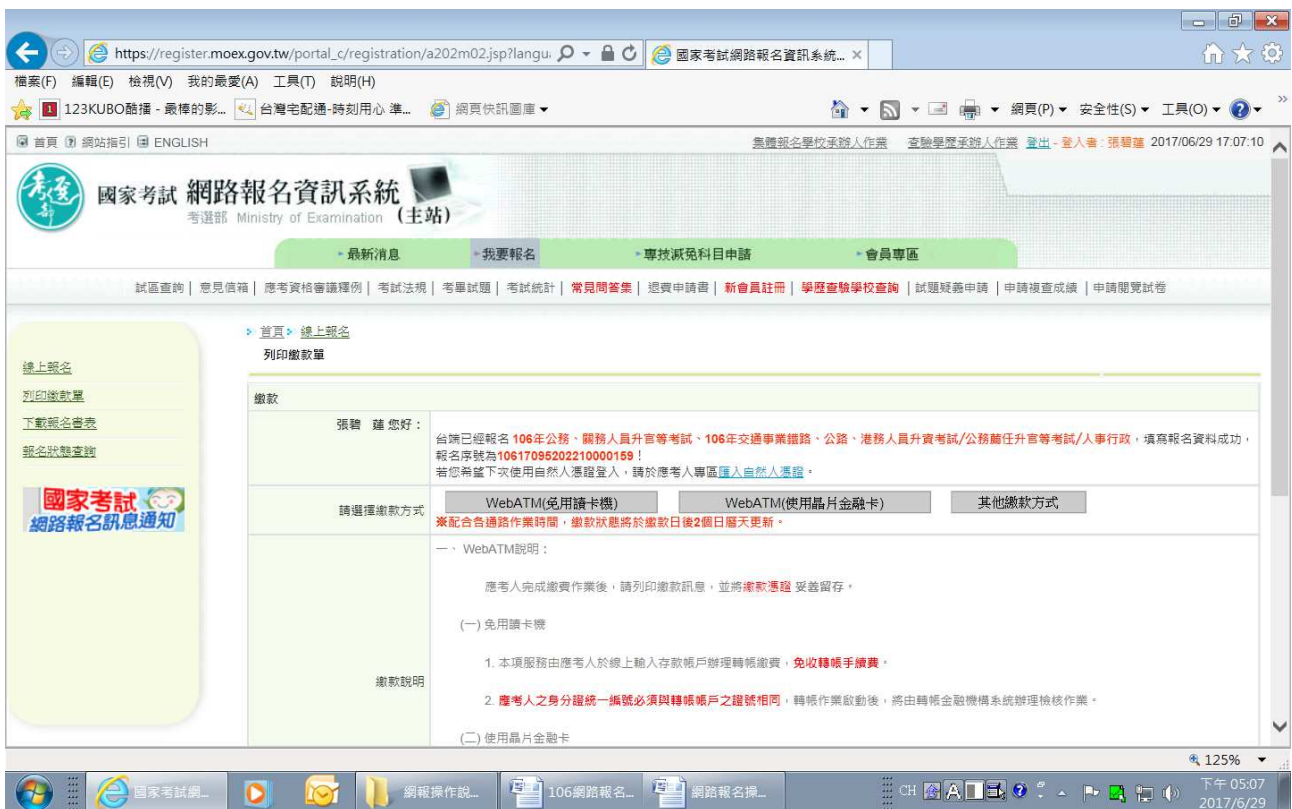 https://register.moex.gov.tw/portal_c/registration/a202m02.jsp?langu
國家考試網路報名資訊系統...
檔案(F) 編輯(E) 檢視(V) 我的最愛(A) 工具(T) 說明(H)
123KUBO酷播 - 最棒的影... 台灣宅配通-時刻用心 準... 網頁快訊圖庫 網頁(P) 安全性(S) 工具(O)
首頁 網站指引 ENGLISH 集體報名學校承辦人作業 查驗學歷承辦人作業 登出 - 登入者 : 張碧蓮 2017/06/29 17:07:10
考選部
國家考試 網路報名資訊系統
考選部 Ministry of Examination (主站)
最新消息 我要報名 專技減免科目申請 會員專區
試區查詢 | 意見信箱 | 應考資格審議釋例 | 考試法規 | 考畢試題 | 考試統計 | 常見問答集 | 退費申請書 | 新會員註冊 | 學歷查驗學校查詢 | 試題疑義申請 | 申請複查成績 | 申請閱覽試卷
首頁 線上報名
列印繳款單
線上報名
列印繳款單
下載報名書表
報名狀態查詢
國家考試
網路報名訊息通知
繳款
張碧 蓮 您好：
台端已經報名 106年公務、關務人員升官等考試、106年交通事業鐵路、公路、港務人員升資考試/公務薦任升官等考試/人事行政，填寫報名資料成功，
報名序號為10617095202210000159！
若您希望下次使用自然人憑證登入，請於應考人專區匯入自然人憑證。
請選擇繳款方式
WebATM(免用讀卡機) WebATM(使用晶片金融卡) 其他繳款方式
※配合各通路作業時間，繳款狀態將於繳款日後2個日曆天更新。
繳款說明
一、 WebATM說明：
應考人完成繳費作業後，請列印繳款訊息，並將繳款憑證 妥善留存。
(一) 免用讀卡機
1. 本項服務由應考人於線上輸入存款帳戶辦理轉帳繳費，免收轉帳手續費。
2. 應考人之身分證統一編號必須與轉帳帳戶之證號相同，轉帳作業啟動後，將由轉帳金融機構系統辦理檢核作業。
(二) 使用晶片金融卡
125%
國家考試網... 網報操作說... 106網路報名... 網路報名操... CH 下午 05:07
2017/06/29